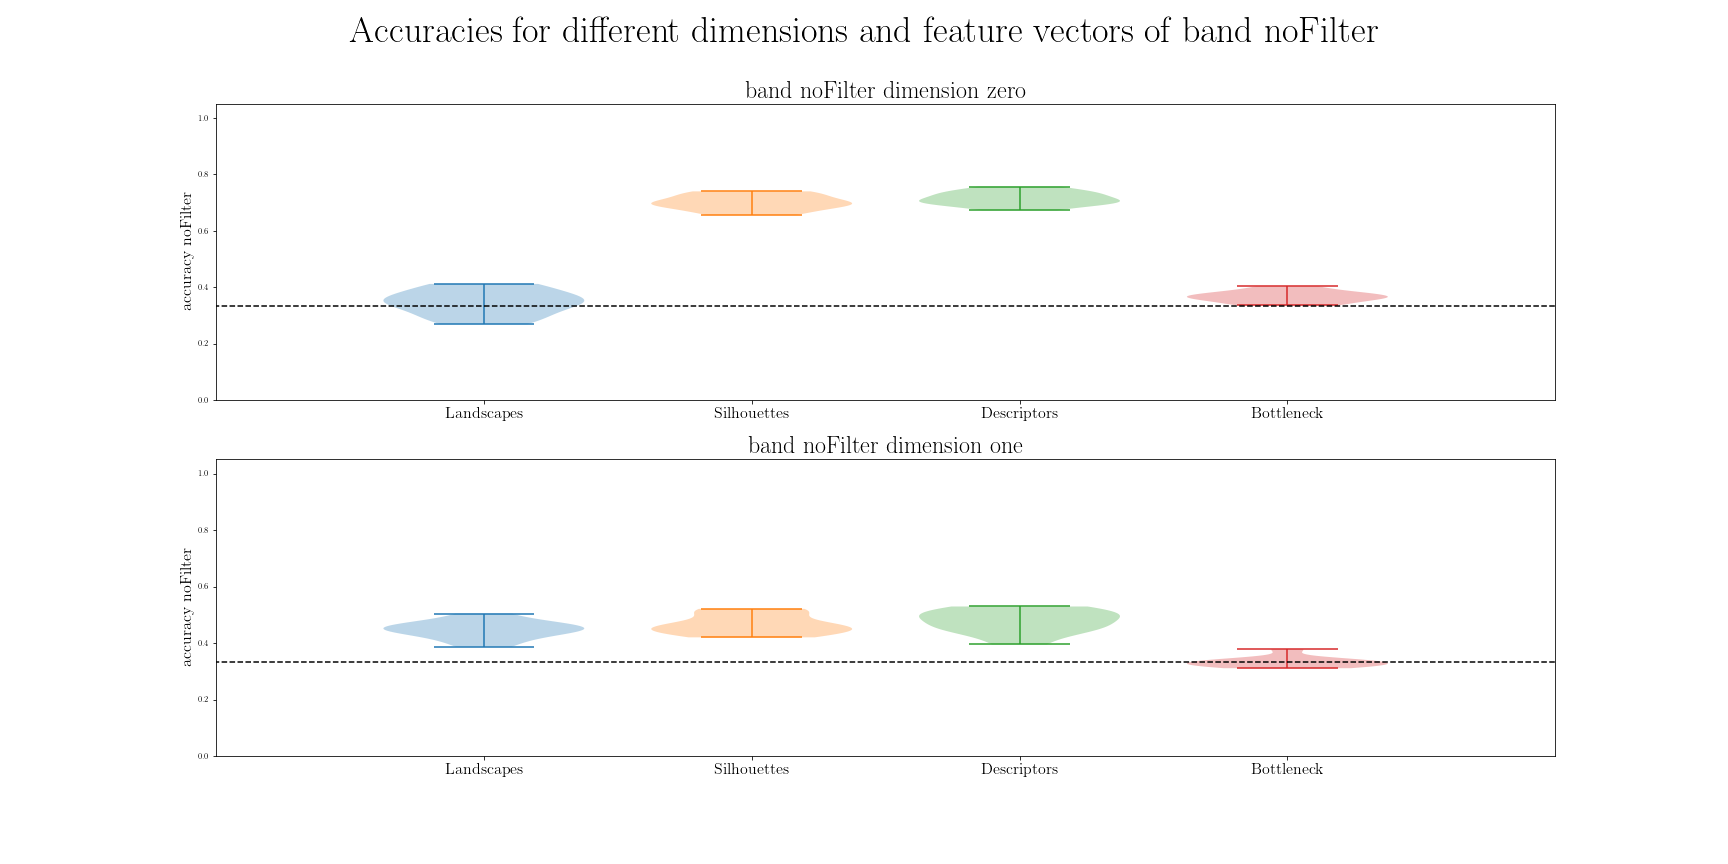 Accuracies for different dimensions and feature vectors of band noFilter
band noFilter dimension zero
accuracy noFilter
1.0
0.8
0.6
0.4
0.2
0.0
Landscapes Silhouettes Descriptors Bottleneck
band noFilter dimension one
accuracy noFilter
1.0
0.8
0.6
0.4
0.2
0.0
Landscapes Silhouettes Descriptors Bottleneck